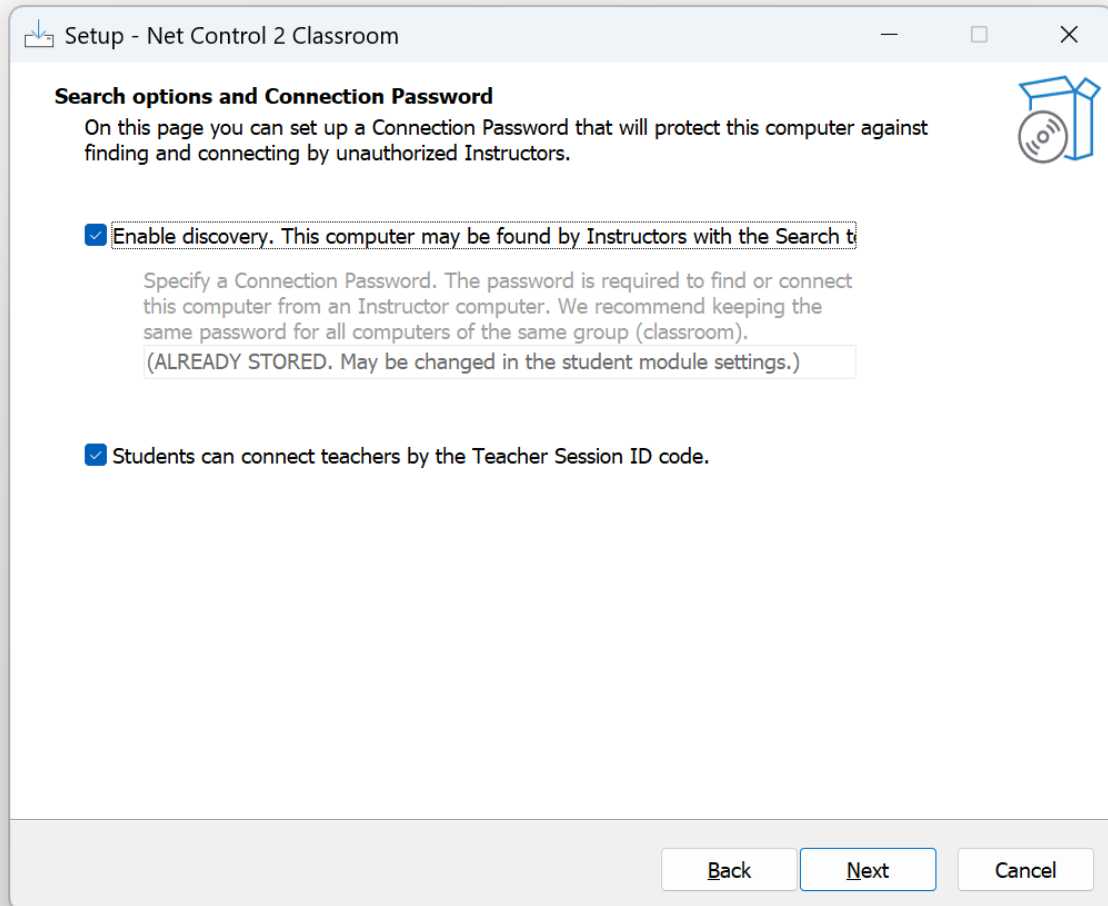 Setup - Net Control 2 Classroom
Search options and Connection Password
On this page you can set up a Connection Password that will protect this computer against
finding and connecting by unauthorized Instructors.
Enable discovery. This computer may be found by Instructors with the Search
Specify a Connection Password. The password is required to find or connect
this computer from an Instructor computer. We recommend keeping the
same password for all computers of the same group (classroom).
(ALREADY STORED. May be changed in the student module settings.)
Students can connect teachers by the Teacher Session ID code.
Back Next Cancel